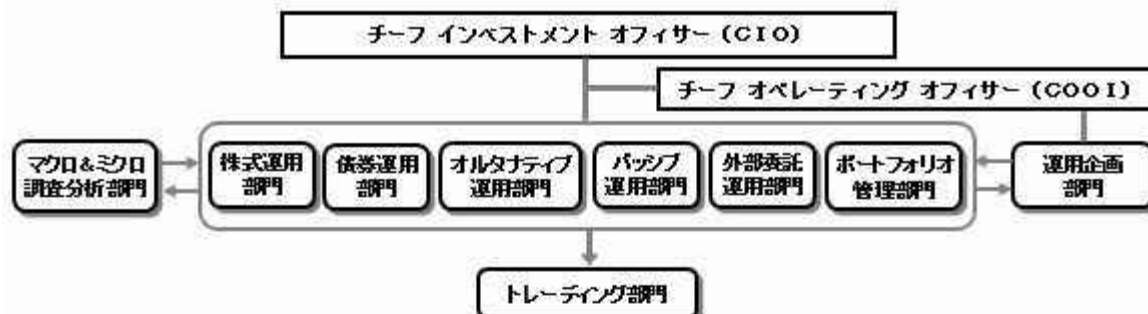 チーフ インベストメント オフィサー (CIO)
チーフ オペレーティング オフィサー (COOI)
マクロ&ミクロ
調査分析部門
株式運用
部門
債券運用
部門
オルタナティブ
運用部門
パッシブ
運用部門
外部委託
運用部門
ポートフォリオ
管理部門
運用企画
部門
トレーディング部門